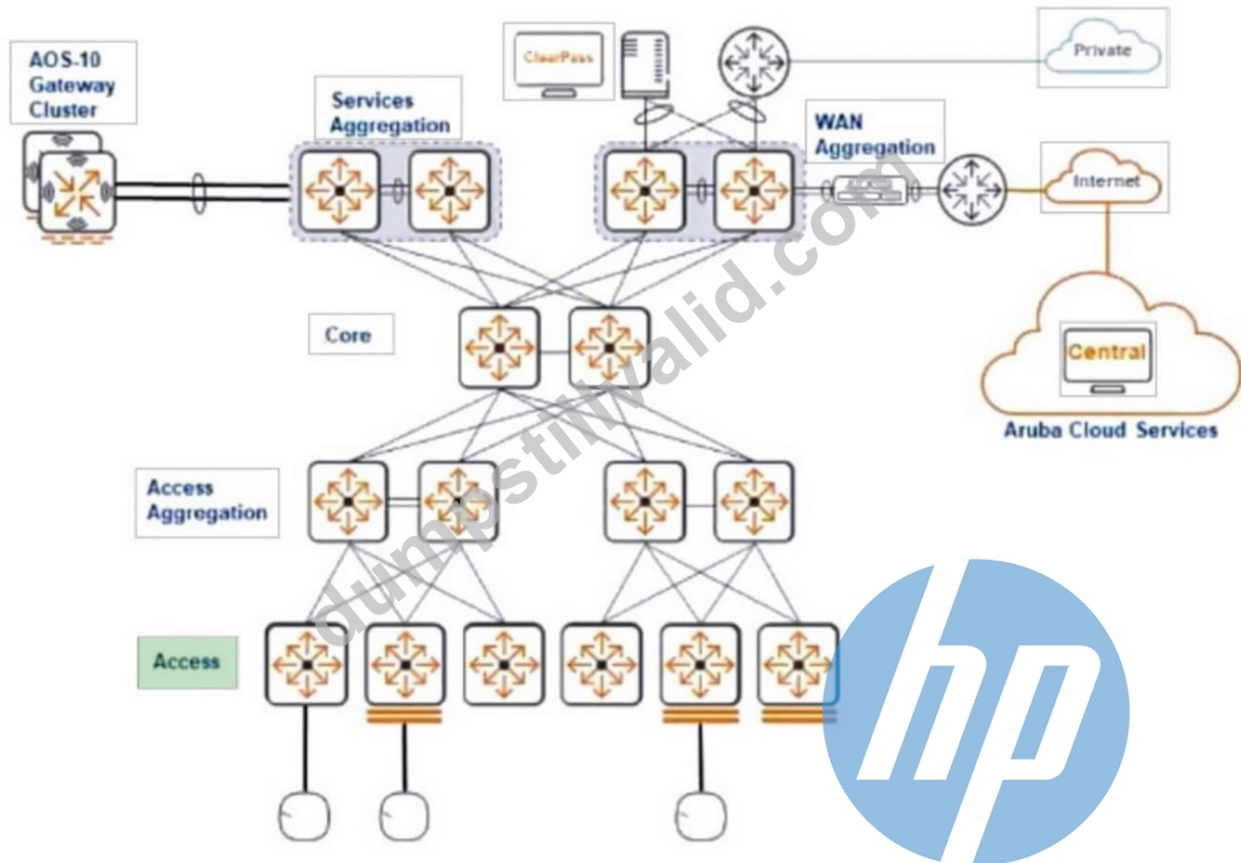 AOS-10
Gateway
Cluster
Services
Aggregation
ClearPass
Private
WAN
Aggregation
Internet
Core
Central
Aruba Cloud Services
Access
Aggregation
Access
dumpstillvalid.com
hp